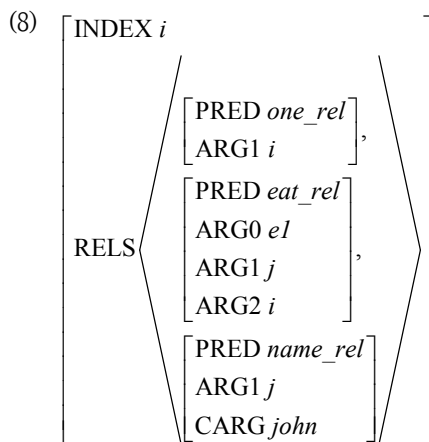 (8)
INDEX i
PRED one_rel
ARG1 i ,
PRED eat_rel
ARG0 e1
RELS ARG1 j ,
ARG2 i
PRED name_rel
ARG1 j
CARG john